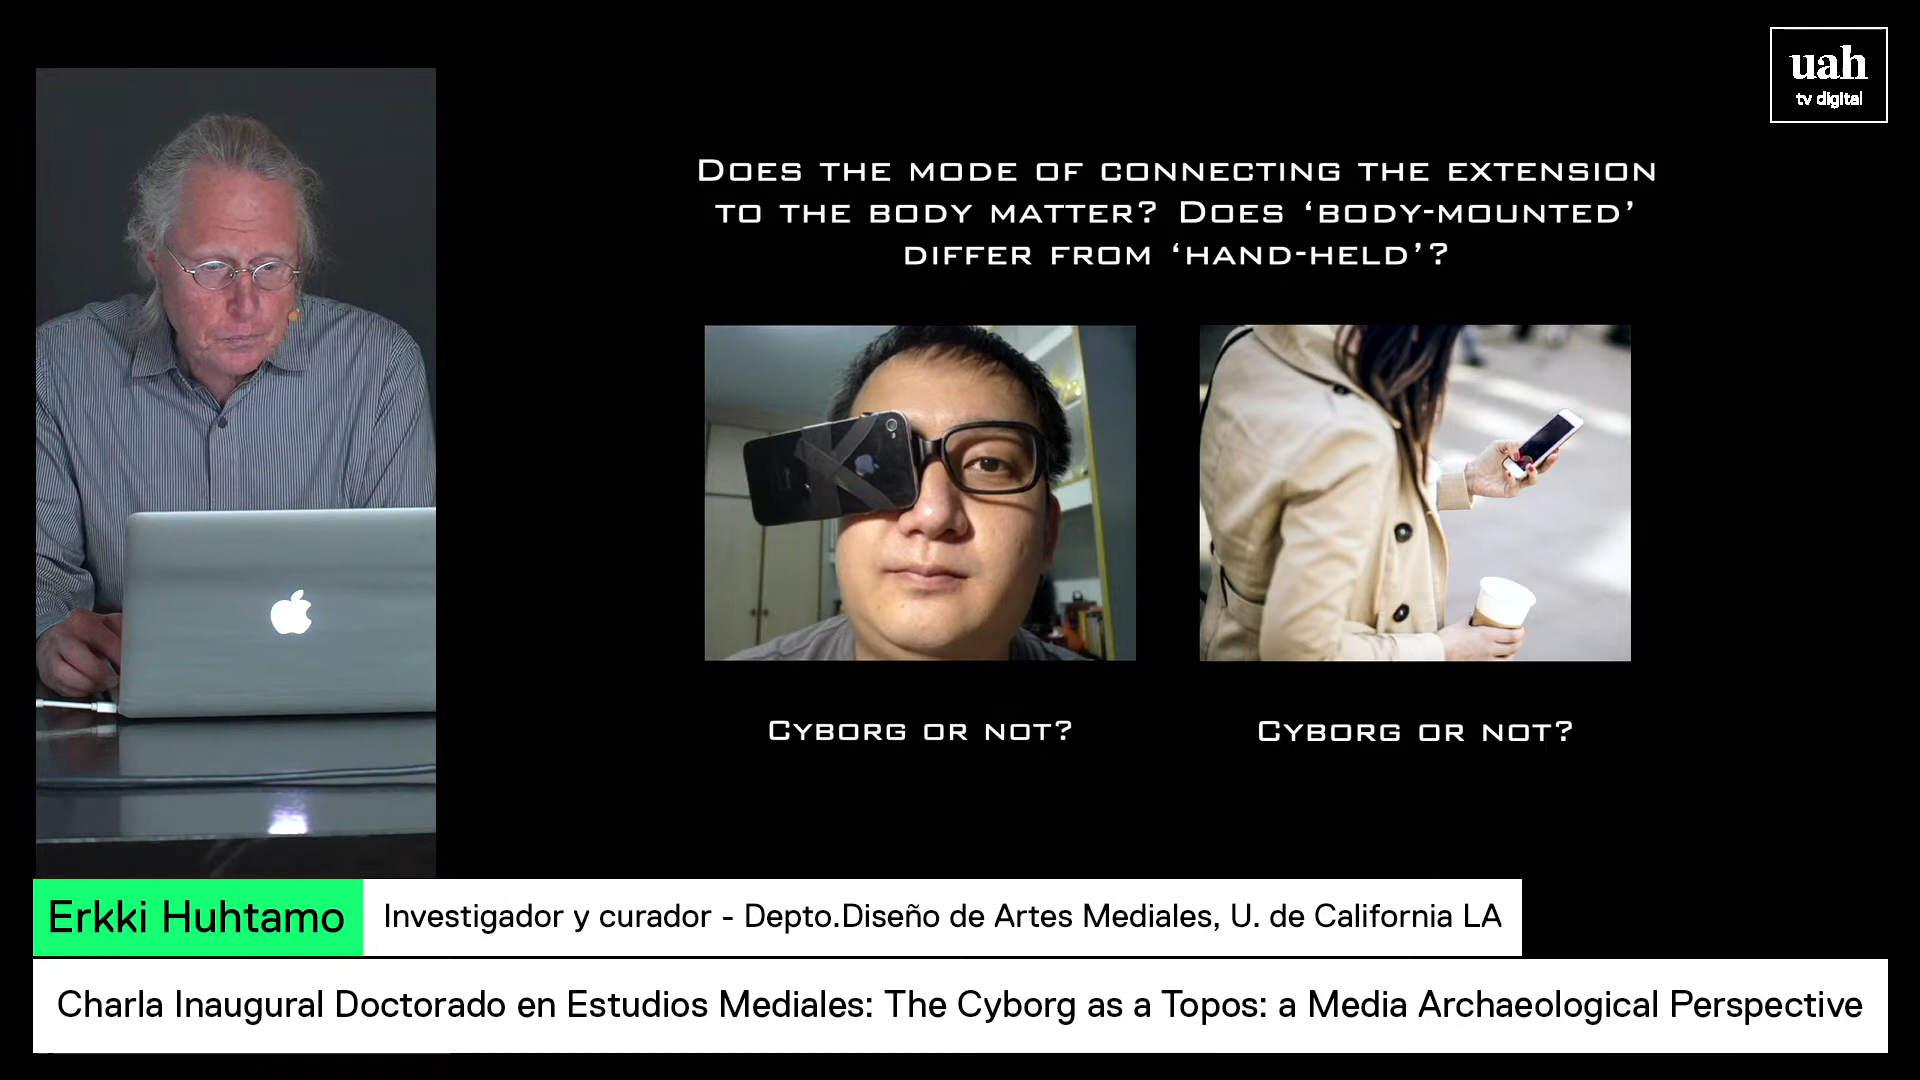 uah
tv digital
DOES THE MODE OF CONNECTING THE EXTENSION
TO THE BODY MATTER? DOES ‘BODY-MOUNTED’
DIFFER FROM ‘HAND-HELD’?
CYBORG OR NOT?
CYBORG OR NOT?
Erkki Huhtamo
Investigador y curador - Depto.Diseño de Artes Mediales, U. de California LA
Charla Inaugural Doctorado en Estudios Mediales: The Cyborg as a Topos: a Media Archaeological Perspective